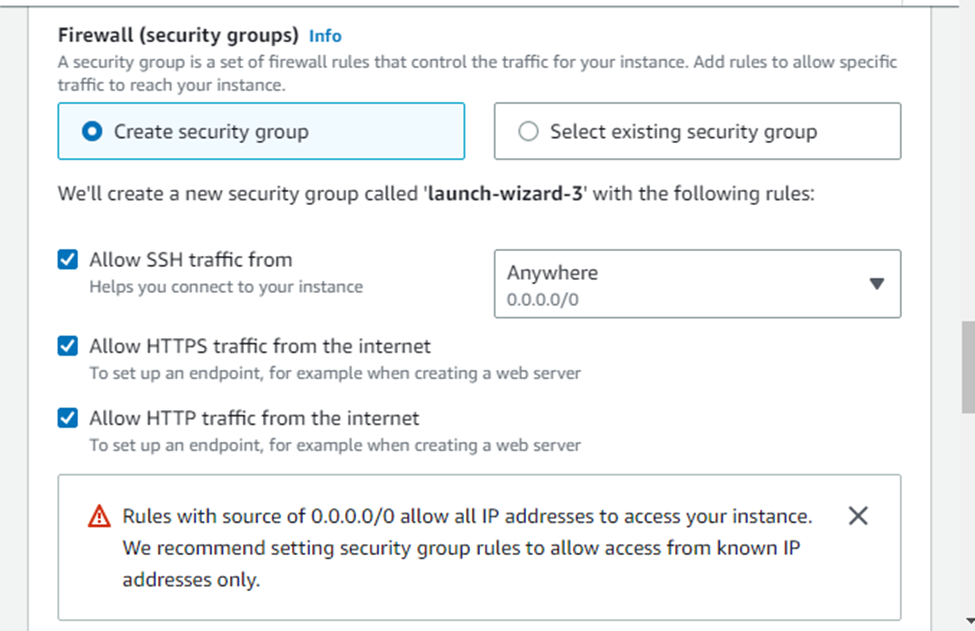 Firewall (security groups) Info
A security group is a set of firewall rules that control the traffic for your instance. Add rules to allow specific
traffic to reach your instance.
Create security group
Select existing security group
We'll create a new security group called 'launch-wizard-3' with the following rules:
Allow SSH traffic from
Helps you connect to your instance
Anywhere
0.0.0.0/0
Allow HTTPS traffic from the internet
To set up an endpoint, for example when creating a web server
Allow HTTP traffic from the internet
To set up an endpoint, for example when creating a web server
Rules with source of 0.0.0.0/0 allow all IP addresses to access your instance.
We recommend setting security group rules to allow access from known IP
addresses only.